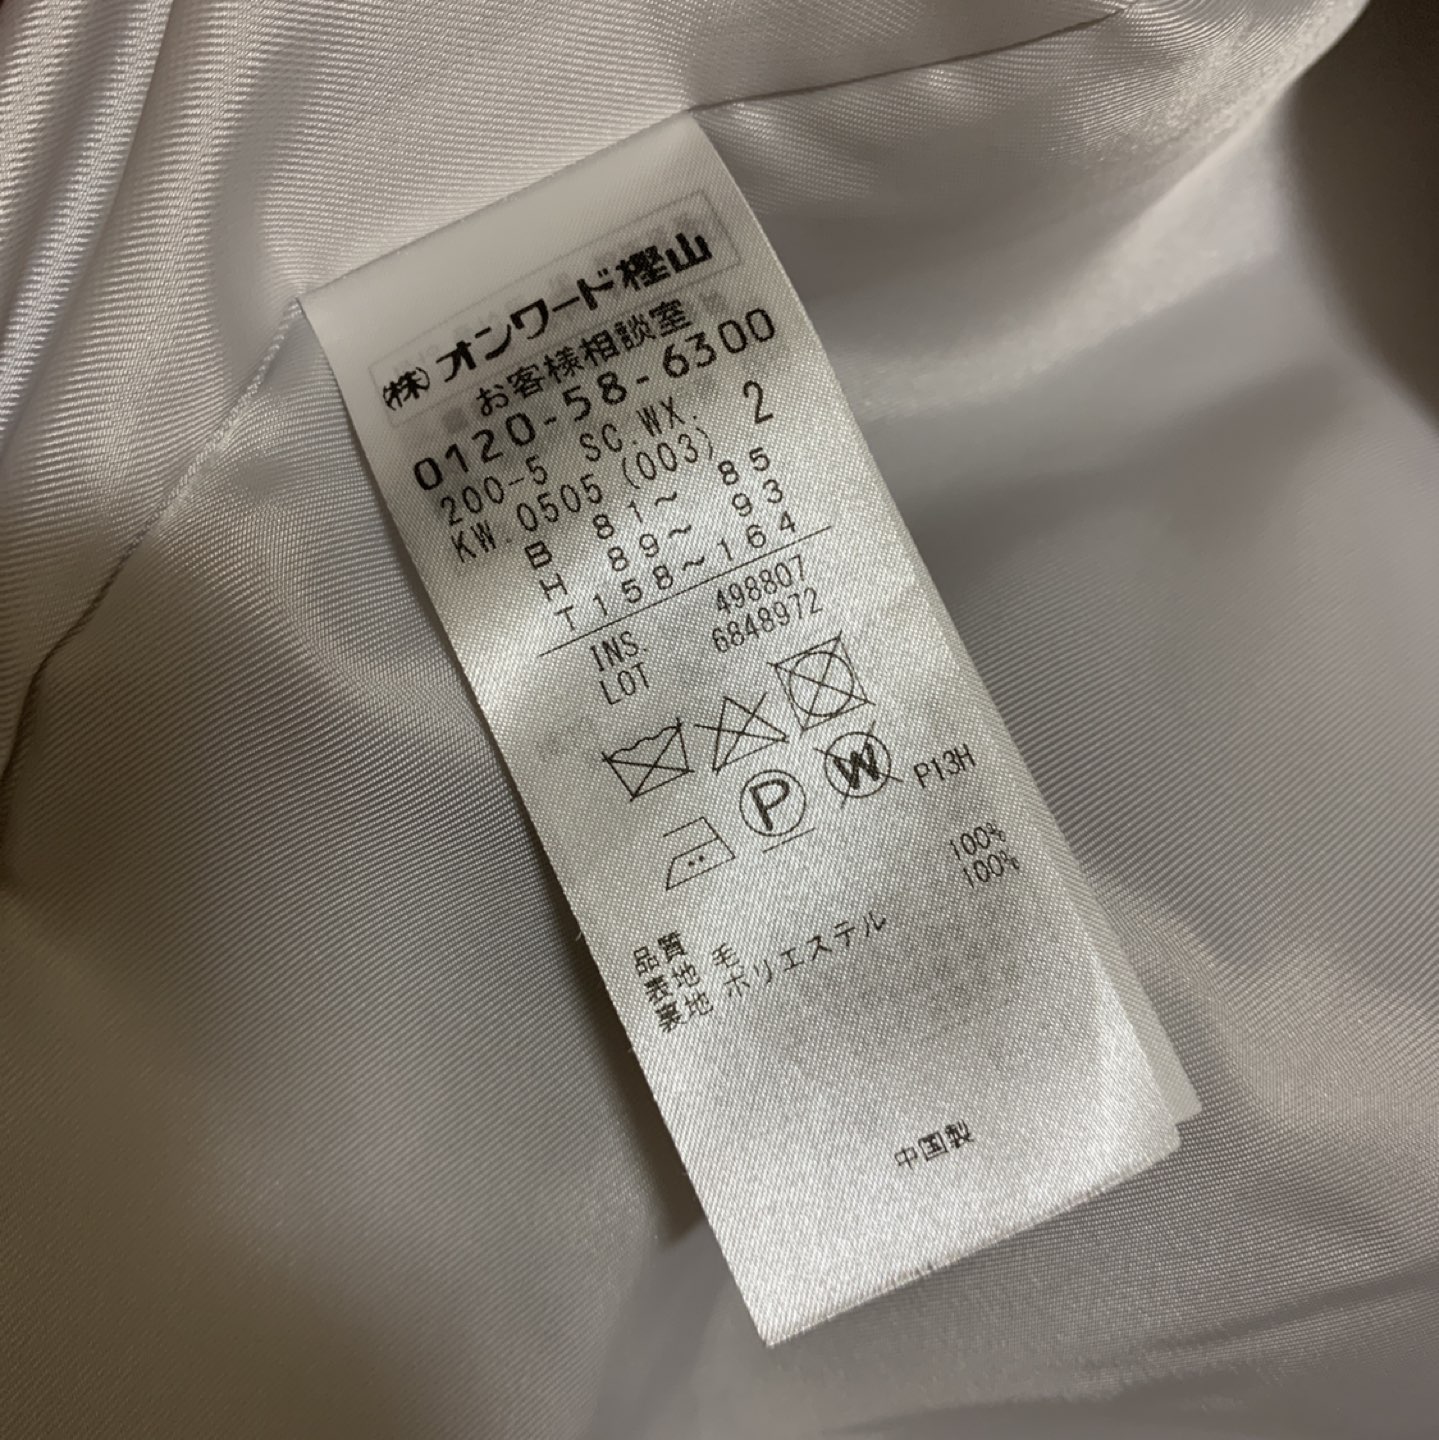 (株)オンワード樫山
お客様相談室
0120-58-6300
200-5 SC.WX. 2
KW.0505(003)
B 81~ 85
H 89~ 93
T158~164
INS. 498807
LOT 6848972
P W P13H
品質
表地 毛 100%
裏地 ポリエステル 100%
中国製